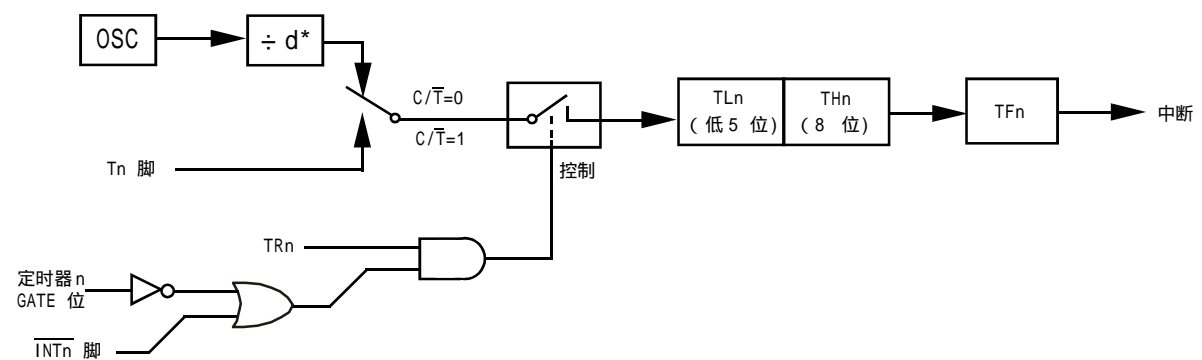 OSC
÷ d*
C/T̅=0
C/T̅=1
TLn
(低5 位)
THn
(8 位)
TFn
中断
Tn 脚
控制
TRn
定时器n
GATE 位
I̅N̅T̅n̅ 脚